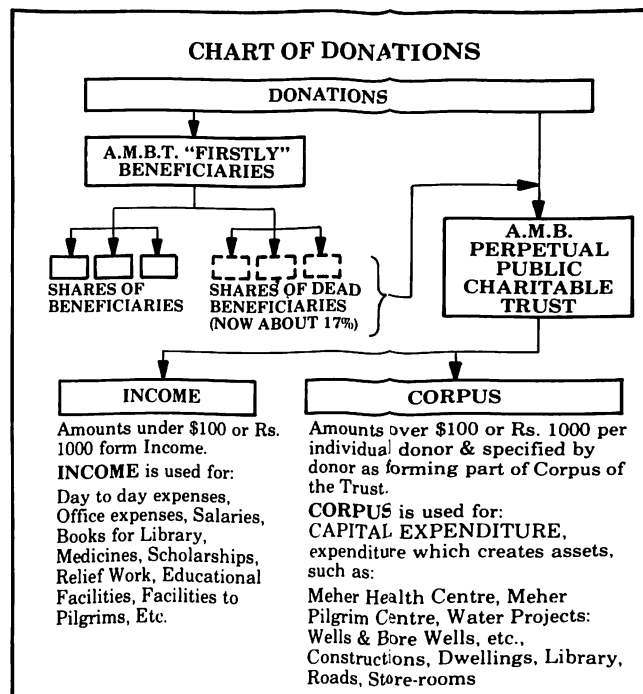 CHART OF DONATIONS
DONATIONS
A.M.B.T. "FIRSTLY"
BENEFICIARIES
SHARES OF
BENEFICIARIES
SHARES OF DEAD
BENEFICIARIES
(NOW ABOUT 17%)
A.M.B.
PERPETUAL
PUBLIC
CHARITABLE
TRUST
INCOME
Amounts under $100 or Rs.
1000 form Income.
INCOME is used for:
Day to day expenses,
Office expenses, Salaries,
Books for Library,
Medicines, Scholarships,
Relief Work, Educational
Facilities, Facilities to
Pilgrims, Etc.
CORPUS
Amounts over $100 or Rs. 1000 per
individual donor & specified by
donor as forming part of Corpus of
the Trust.
CORPUS is used for:
CAPITAL EXPENDITURE,
expenditure which creates assets,
such as:
Meher Health Centre, Meher
Pilgrim Centre, Water Projects:
Wells & Bore Wells, etc.,
Constructions, Dwellings, Library,
Roads, Store-rooms